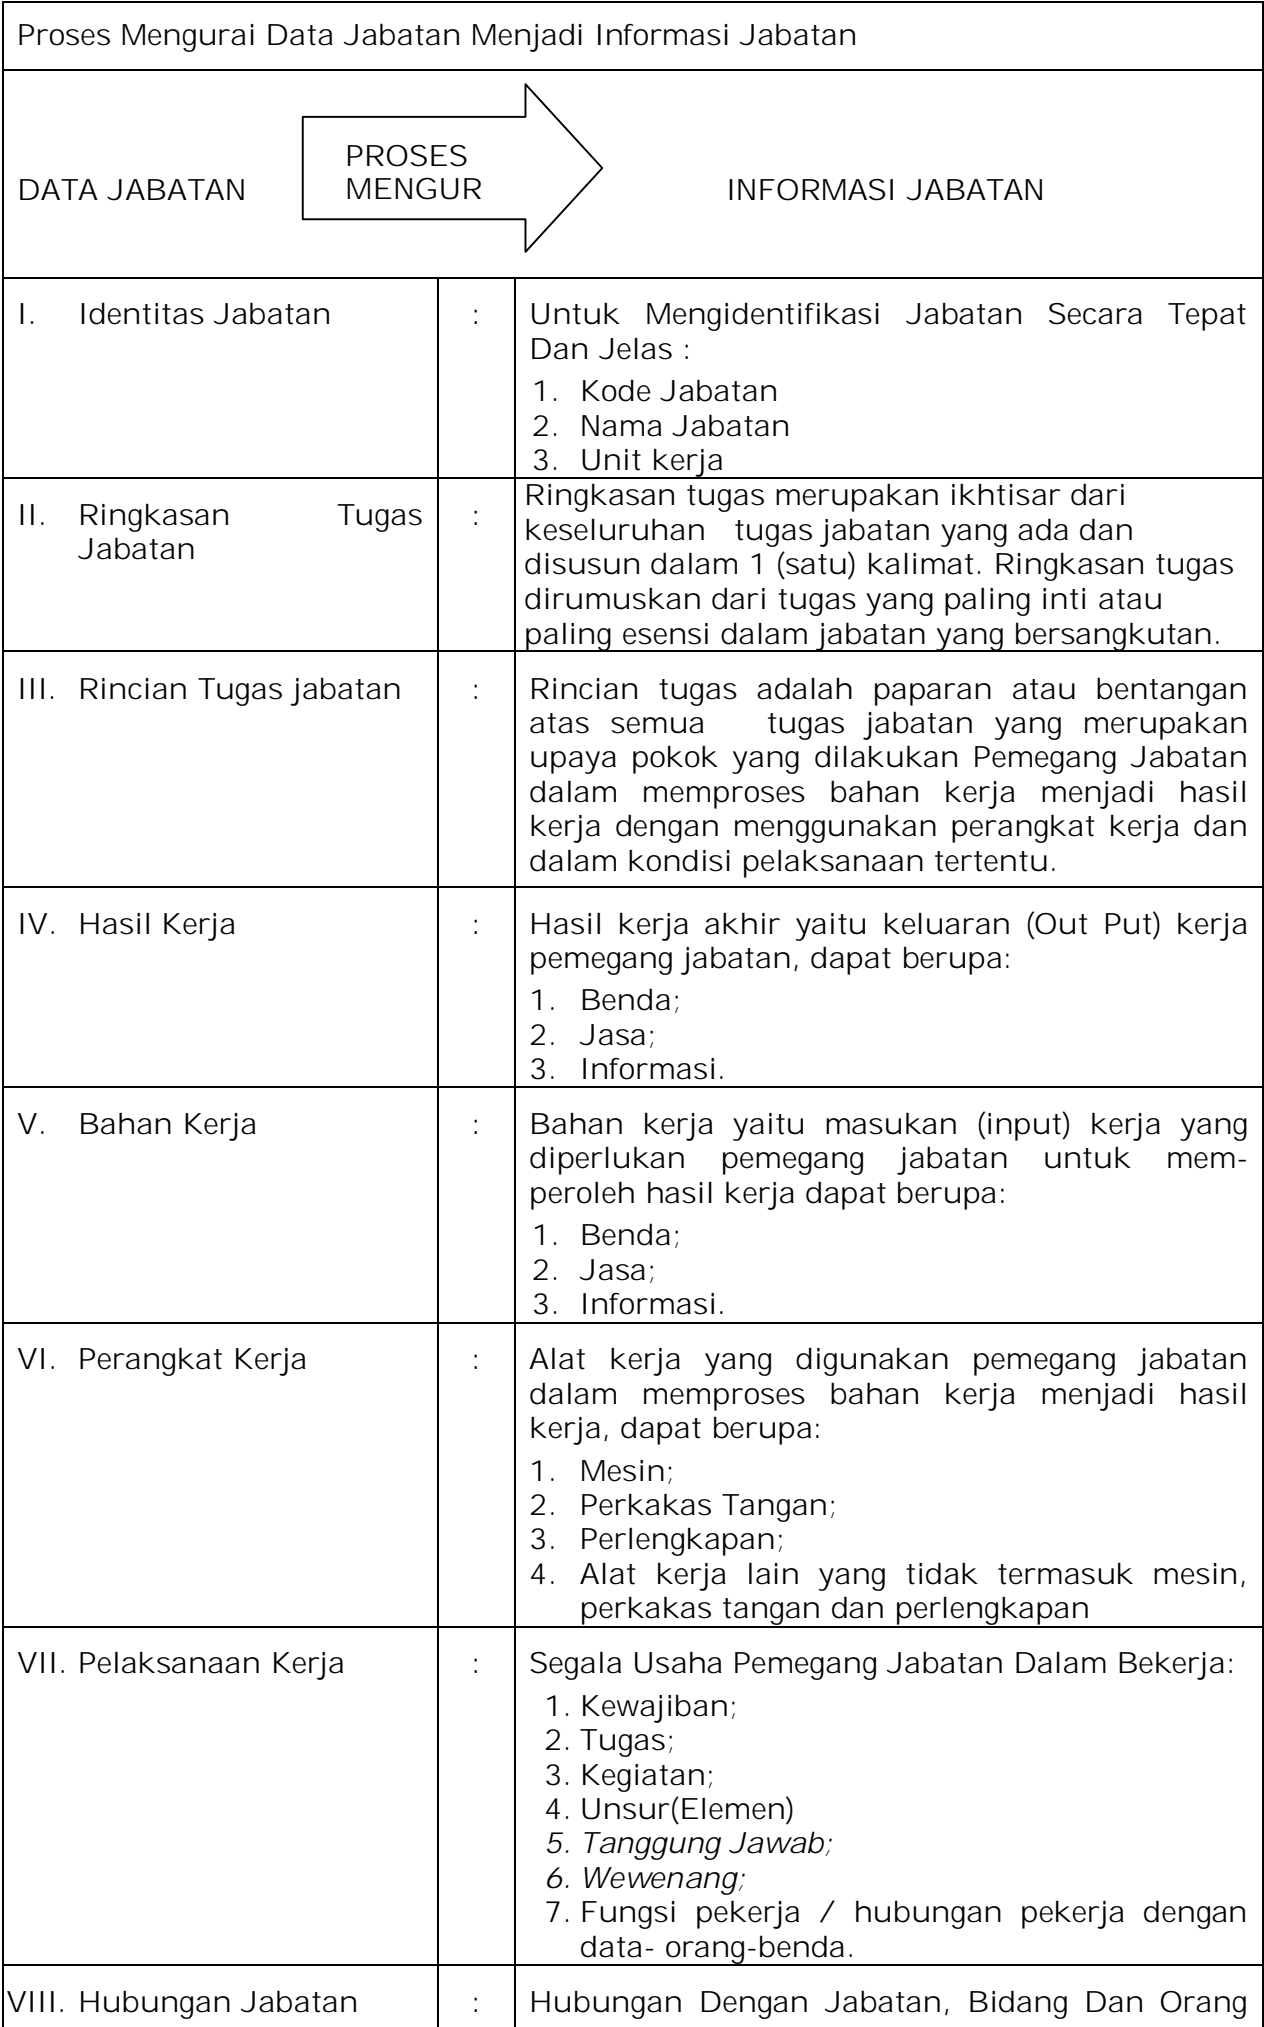 Proses Mengurai Data Jabatan Menjadi Informasi Jabatan
PROSES
MENGUR
DATA JABATAN
INFORMASI JABATAN
I. Identitas Jabatan : Untuk Mengidentifikasi Jabatan Secara Tepat
Dan Jelas :
1. Kode Jabatan
2. Nama Jabatan
3. Unit kerja
II. Ringkasan Tugas
Jabatan
: Ringkasan tugas merupakan ikhtisar dari
keseluruhan tugas jabatan yang ada dan
disusun dalam 1 (satu) kalimat. Ringkasan tugas
dirumuskan dari tugas yang paling inti atau
paling esensi dalam jabatan yang bersangkutan.
III. Rincian Tugas jabatan : Rincian tugas adalah paparan atau bentangan
atas semua tugas jabatan yang merupakan
upaya pokok yang dilakukan Pemegang Jabatan
dalam memproses bahan kerja menjadi hasil
kerja dengan menggunakan perangkat kerja dan
dalam kondisi pelaksanaan tertentu.
IV. Hasil Kerja : Hasil kerja akhir yaitu keluaran (Out Put) kerja
pemegang jabatan, dapat berupa:
1. Benda;
2. Jasa;
3. Informasi.
V. Bahan Kerja : Bahan kerja yaitu masukan (input) kerja yang
diperlukan pemegang jabatan untuk mem-
peroleh hasil kerja dapat berupa:
1. Benda;
2. Jasa;
3. Informasi.
VI. Perangkat Kerja : Alat kerja yang digunakan pemegang jabatan
dalam memproses bahan kerja menjadi hasil
kerja, dapat berupa:
1. Mesin;
2. Perkakas Tangan;
3. Perlengkapan;
4. Alat kerja lain yang tidak termasuk mesin,
perkakas tangan dan perlengkapan
VII. Pelaksanaan Kerja : Segala Usaha Pemegang Jabatan Dalam Bekerja:
1. Kewajiban;
2. Tugas;
3. Kegiatan;
4. Unsur(Elemen)
5. Tanggung Jawab;
6. Wewenang;
7. Fungsi pekerja / hubungan pekerja dengan
data- orang-benda.
VIII. Hubungan Jabatan : Hubungan Dengan Jabatan, Bidang Dan Orang